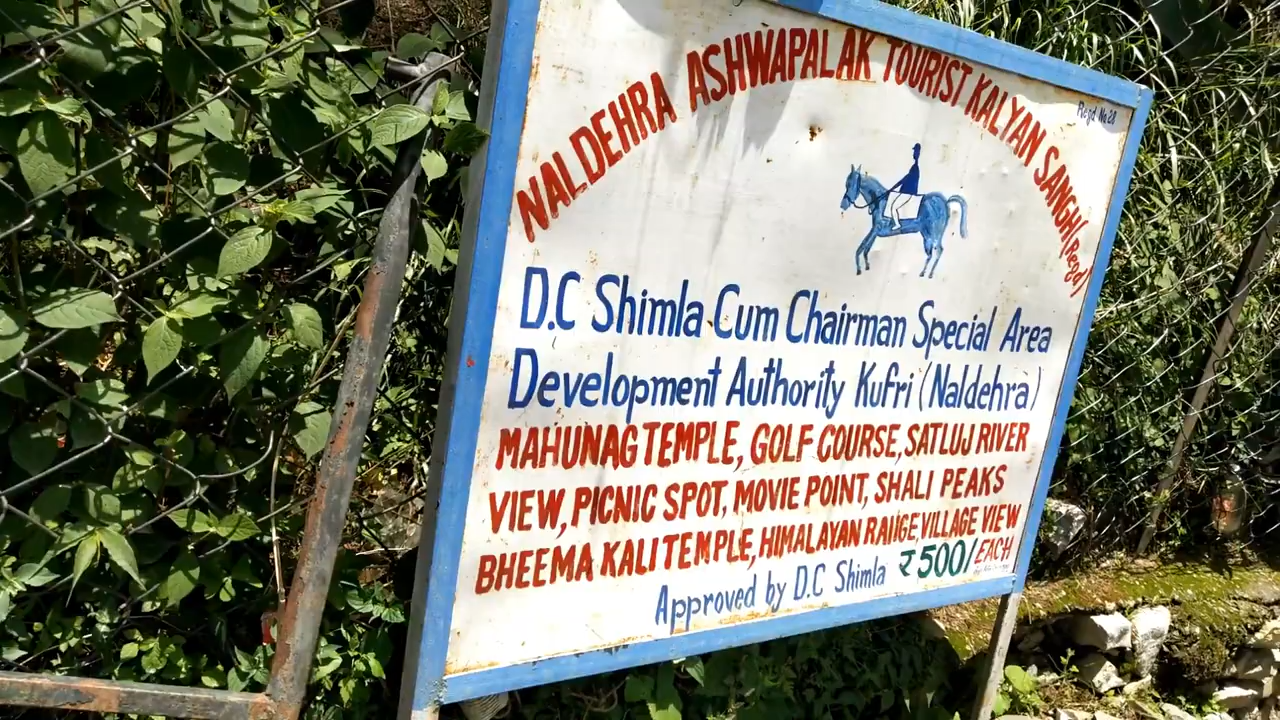 NALDEHRA ASHWAPALAK TOURIST KALYAN SANGH(Regd)
Regd No.
D.C Shimla Cum Chairman Special Area
Development Authority Kufri (Naldehra)
MAHUNAG TEMPLE, GOLF COURSE, SATLUJ RIVER
VIEW, PICNIC SPOT, MOVIE POINT, SHALI PEAKS
BHEEMA KALI TEMPLE, HIMALAYAN RANGE, VILLAGE VIEW
Approved by D.C Shimla ₹500/ EACH